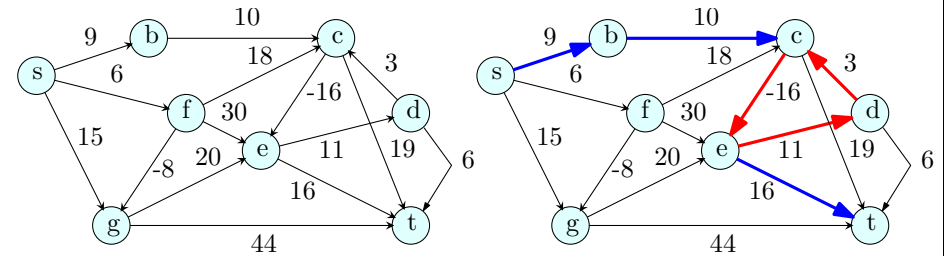 10 10
9 b c 9 b c
18 3 18 3
s 6 s 6
-16 -16
f 30 d f 30 d
15 15
e 11 19 6 e 11 19 6
-8 20 -8 20
16 16
g t g t
44 44